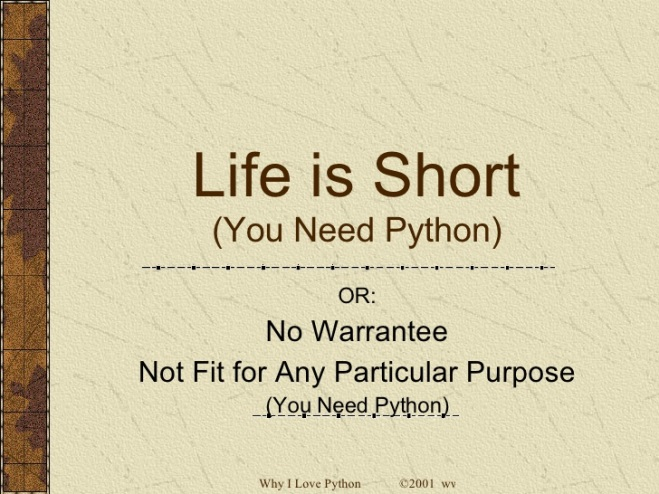 Life is Short
(You Need Python)
OR:
No Warrantee
Not Fit for Any Particular Purpose
(You Need Python)
Why I Love Python ©2001